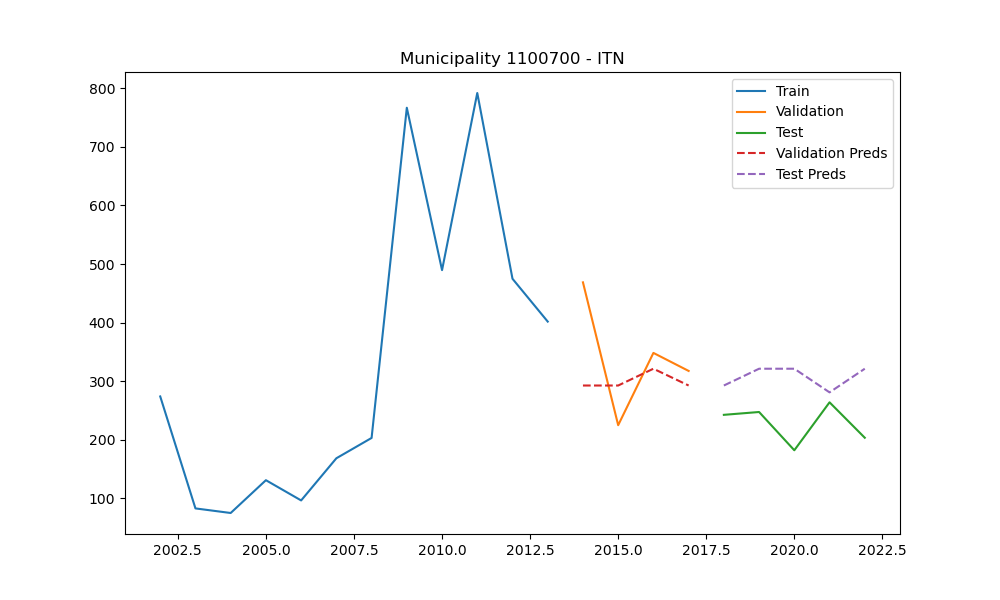 Municipality 1100700 - ITN
800
700
600
500
400
300
200
100
2002.5 2005.0 2007.5 2010.0 2012.5 2015.0 2017.5 2020.0 2022.5
Train
Validation
Test
Validation Preds
Test Preds